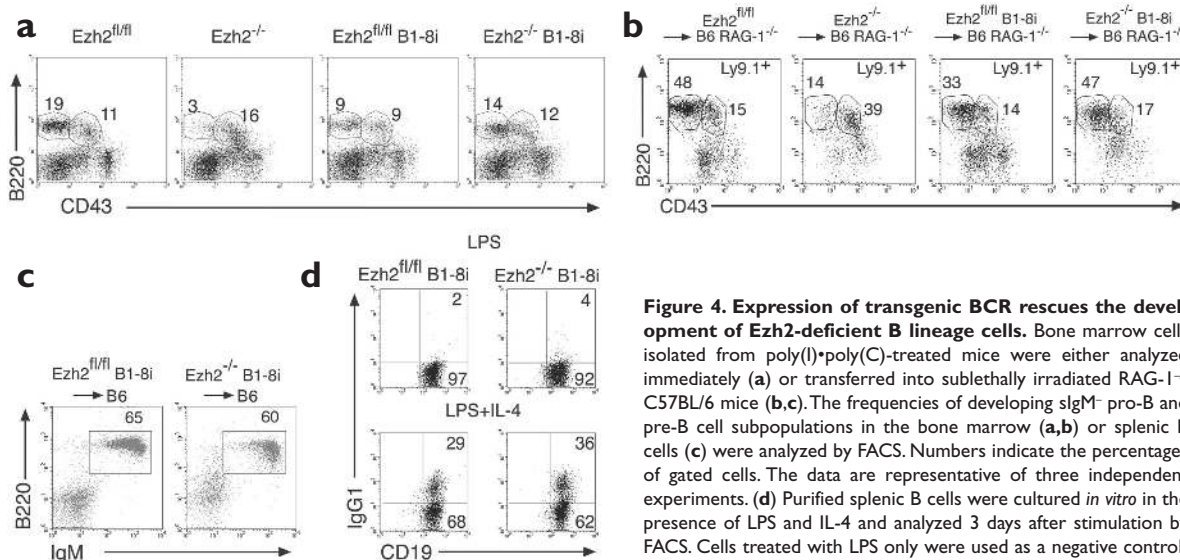 a
Ezh2fl/fl
Ezh2-/-
Ezh2fl/fl B1-8i
Ezh2-/- B1-8i
19
11
3
16
9
9
14
12
B220
CD43
b
Ezh2fl/fl
→ B6 RAG-1-/-
Ezh2-/-
→ B6 RAG-1-/-
Ezh2fl/fl B1-8i
→ B6 RAG-1-/-
Ezh2-/- B1-8i
→ B6 RAG-1-/-
Ly9.1+
Ly9.1+
Ly9.1+
Ly9.1+
48
15
14
39
33
14
47
17
B220
CD43
c
Ezh2fl/fl B1-8i
→ B6
Ezh2-/- B1-8i
→ B6
65
60
B220
IgM
d
LPS
Ezh2fl/fl B1-8i
Ezh2-/- B1-8i
2
4
97
92
LPS+IL-4
29
36
68
62
IgG1
CD19
Figure 4. Expression of transgenic BCR rescues the devel-
opment of Ezh2-deficient B lineage cells. Bone marrow cell
isolated from poly(I)•poly(C)-treated mice were either analyzed
immediately (a) or transferred into sublethally irradiated RAG-1-
C57BL/6 mice (b,c). The frequencies of developing sIgM- pro-B and
pre-B cell subpopulations in the bone marrow (a,b) or splenic
cells (c) were analyzed by FACS. Numbers indicate the percentage
of gated cells. The data are representative of three independen
experiments. (d) Purified splenic B cells were cultured in vitro in the
presence of LPS and IL-4 and analyzed 3 days after stimulation b
FACS. Cells treated with LPS only were used as a negative control